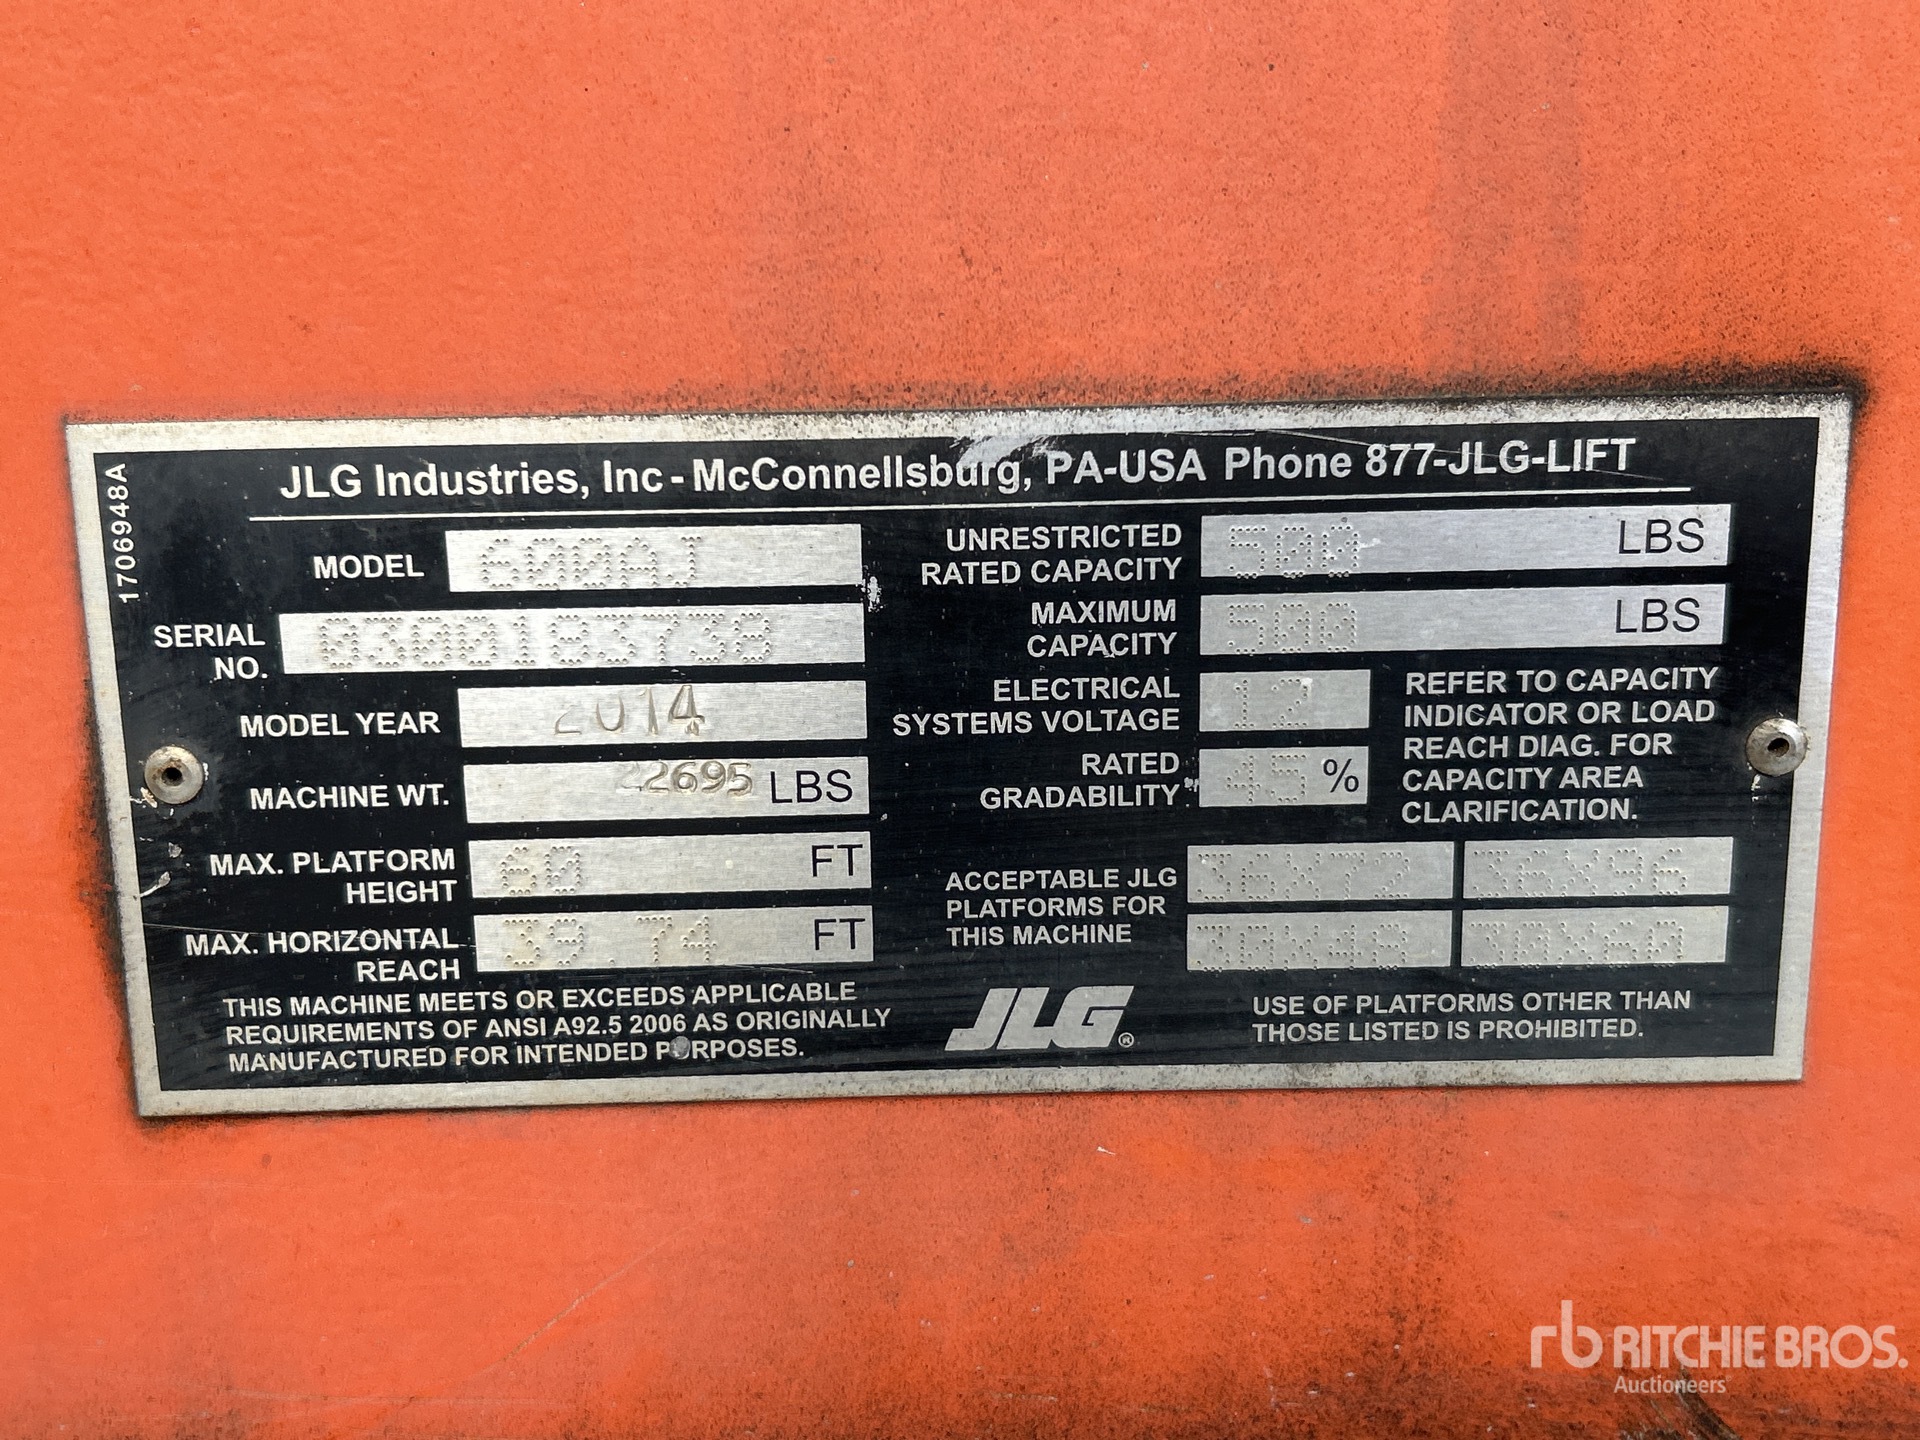 JLG Industries, Inc - McConnellsburg, PA-USA Phone 877-JLG-LIFT
1706948A
MODEL 600AJ
SERIAL NO. 0300183739
MODEL YEAR 2014
MACHINE WT. 22695 LBS
MAX. PLATFORM HEIGHT 60 FT
MAX. HORIZONTAL REACH 39.74 FT
THIS MACHINE MEETS OR EXCEEDS APPLICABLE
REQUIREMENTS OF ANSI A92.5 2006 AS ORIGINALLY
MANUFACTURED FOR INTENDED PURPOSES.
UNRESTRICTED RATED CAPACITY 500 LBS
MAXIMUM CAPACITY 500 LBS
ELECTRICAL SYSTEMS VOLTAGE 12
RATED GRADABILITY 45 %
REFER TO CAPACITY
INDICATOR OR LOAD
REACH DIAG. FOR
CAPACITY AREA
CLARIFICATION.
ACCEPTABLE JLG
PLATFORMS FOR
THIS MACHINE
36X72 36X96
30X48 30X60
JLG®
USE OF PLATFORMS OTHER THAN
THOSE LISTED IS PROHIBITED.
rb RITCHIE BROS.
Auctioneers